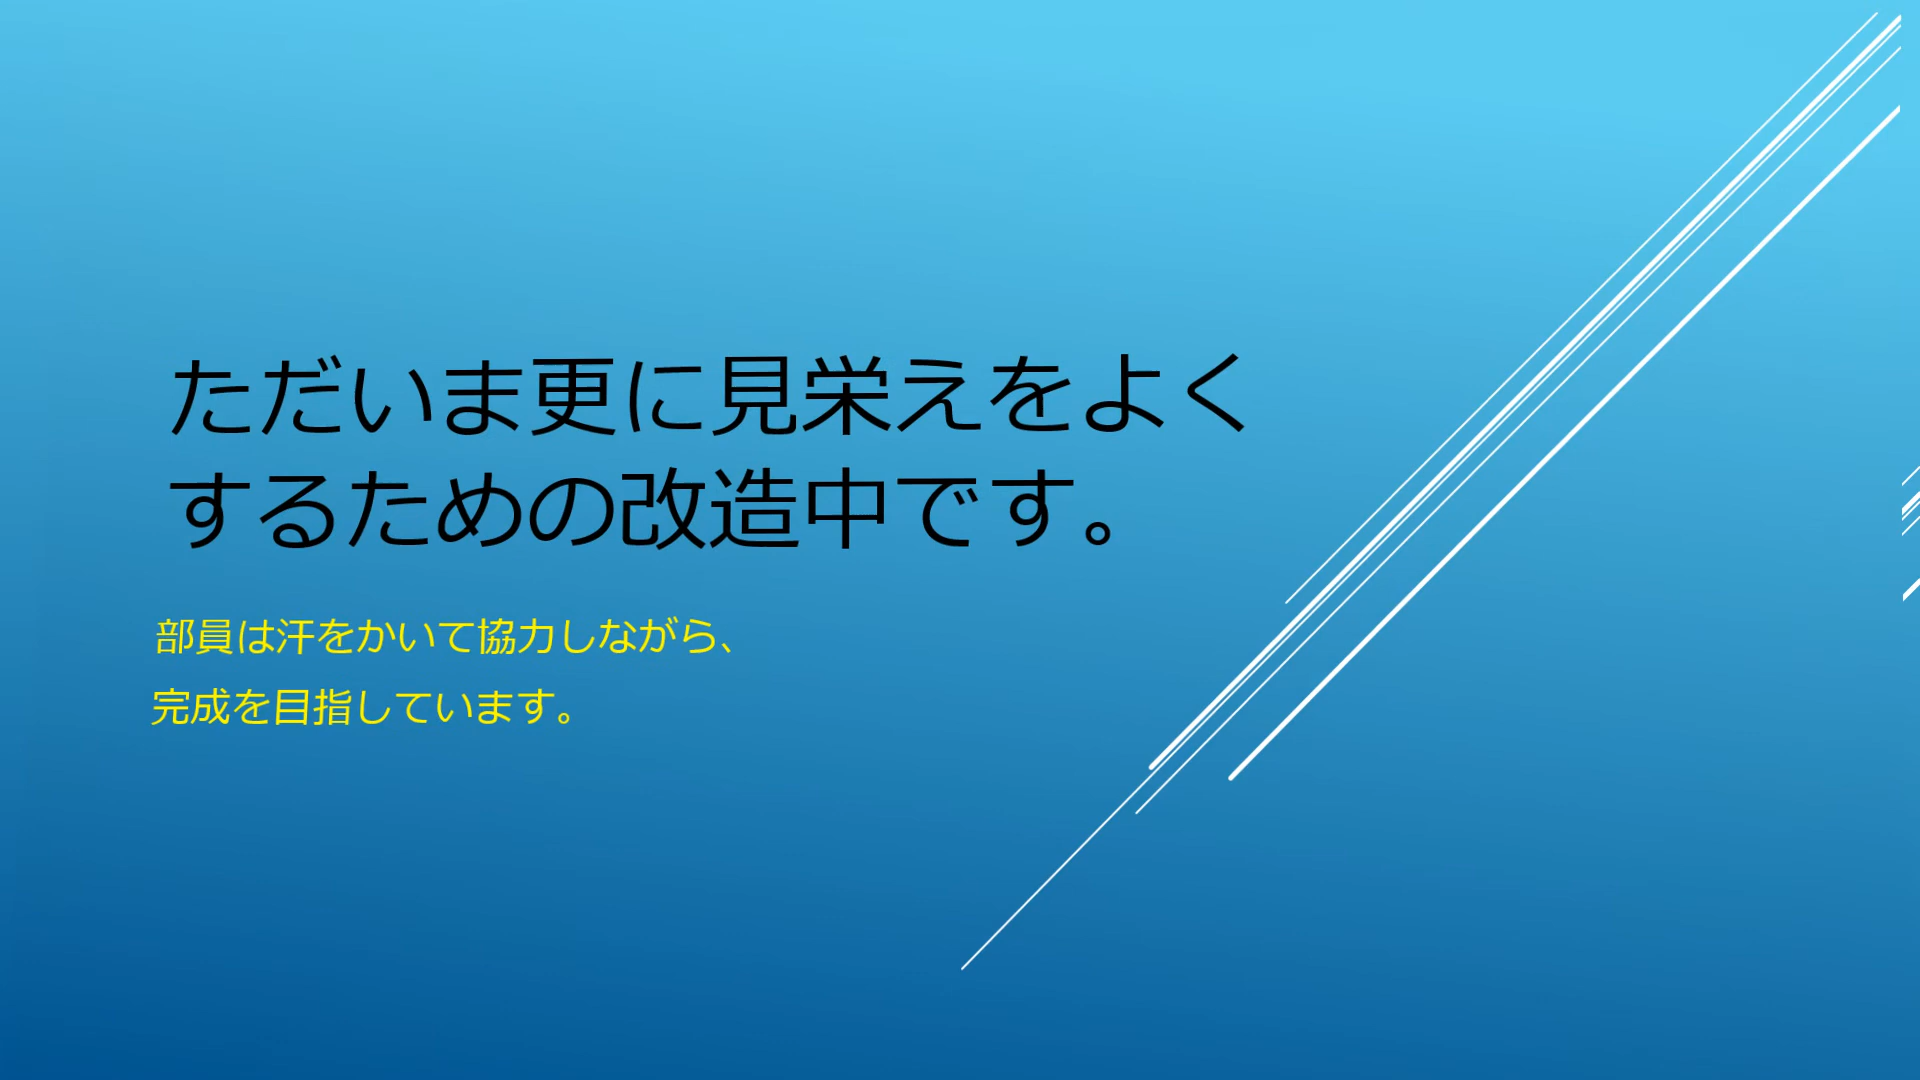 ただいま更に見栄えをよく
するための改造中です。
部員は汗をかいて協力しながら、
完成を目指しています。